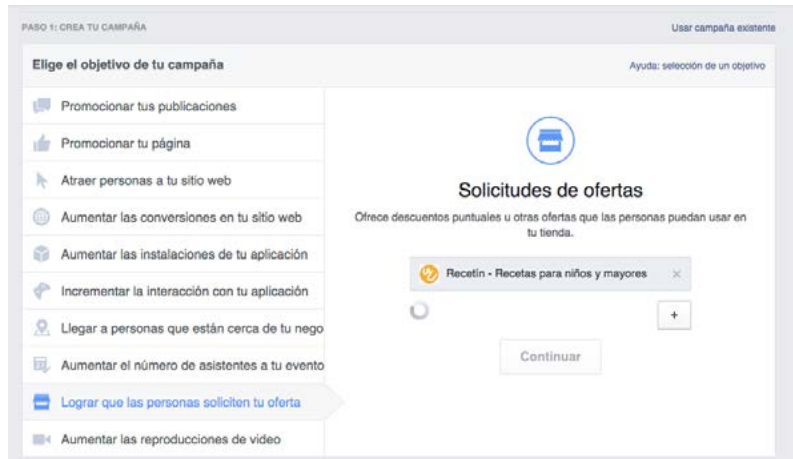 PASO 1: CREA TU CAMPAÑA
Usar campaña existente
Elige el objetivo de tu campaña
Ayuda: selección de un objetivo
Promocionar tus publicaciones
Promocionar tu página
Atraer personas a tu sitio web
Aumentar las conversiones en tu sitio web
Aumentar las instalaciones de tu aplicación
Incrementar la interacción con tu aplicación
Llegar a personas que están cerca de tu nego
Aumentar el número de asistentes a tu evento
Lograr que las personas soliciten tu oferta
Aumentar las reproducciones de video
Solicitudes de ofertas
Ofrece descuentos puntuales u otras ofertas que las personas puedan usar en
tu tienda.
Recetín - Recetas para niños y mayores ×
+
Continuar